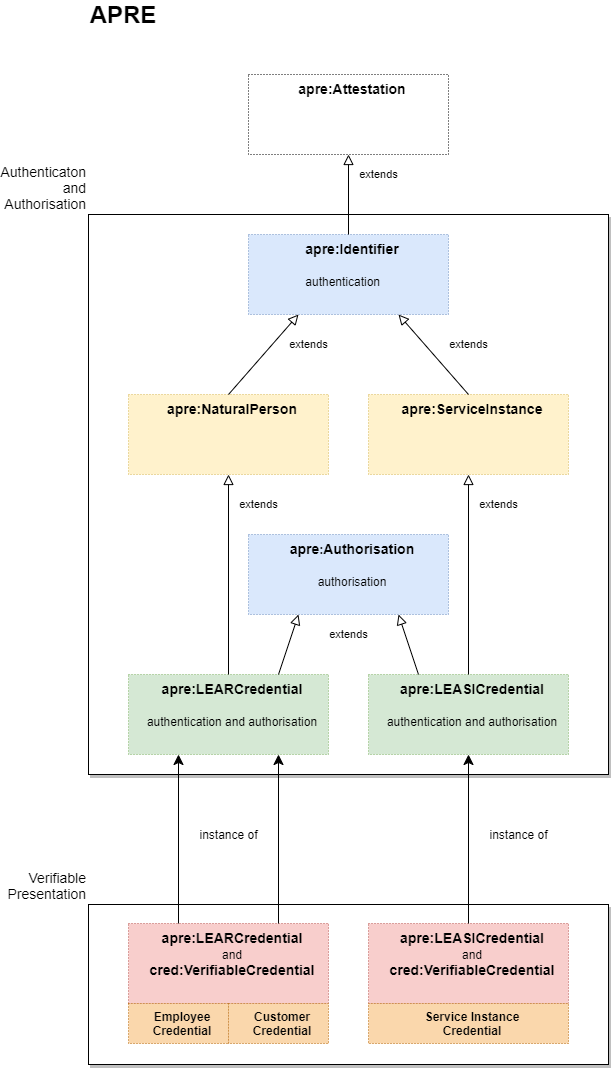 APRE
apre:Attestation
Authenticaton
and
Authorisation
extends
apre:Identifier
authentication
extends
extends
apre:NaturalPerson
apre:ServiceInstance
extends
extends
apre:Authorisation
authorisation
extends
apre:LEARCredential
authentication and authorisation
apre:LEASICredential
authentication and authorisation
instance of
instance of
Verifiable
Presentation
apre:LEARCredential
and
cred:VerifiableCredential
Employee
Credential
Customer
Credential
apre:LEASICredential
and
cred:VerifiableCredential
Service Instance
Credential